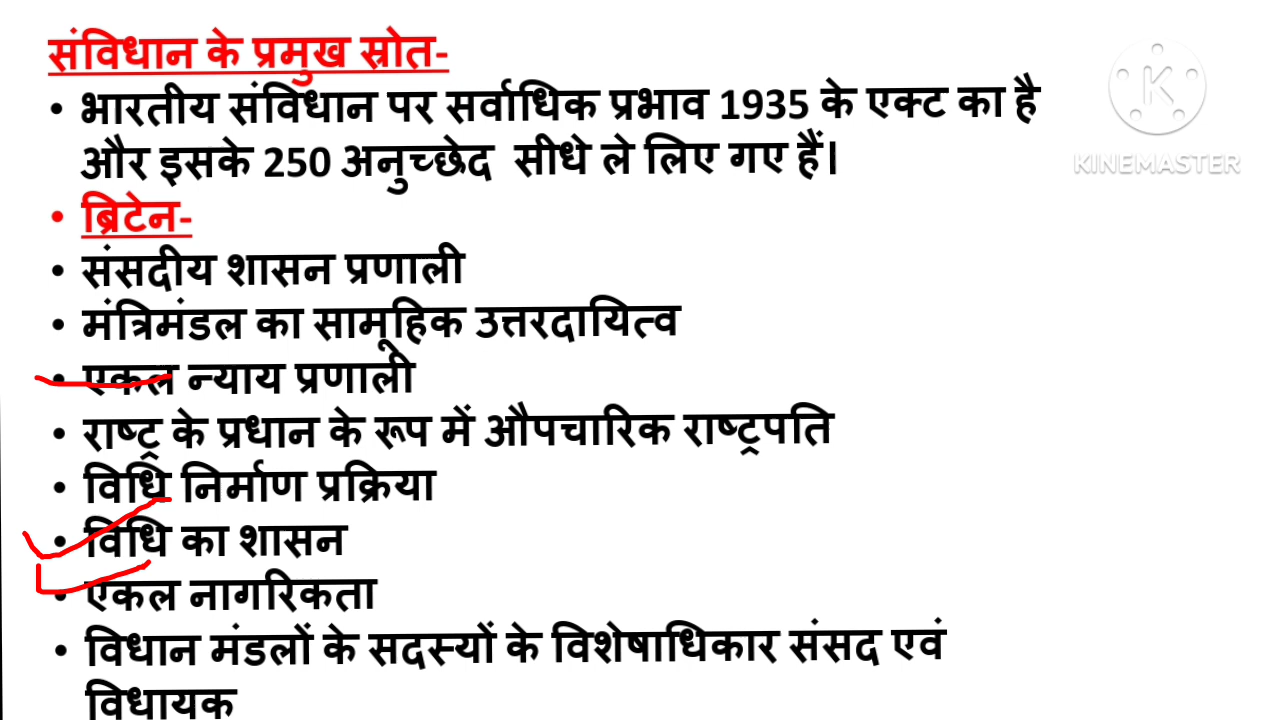 संविधान के प्रमुख स्रोत-
• भारतीय संविधान पर सर्वाधिक प्रभाव 1935 के एक्ट का है
और इसके 250 अनुच्छेद सीधे ले लिए गए हैं।
• ब्रिटेन-
• संसदीय शासन प्रणाली
• मंत्रिमंडल का सामूहिक उत्तरदायित्व
• एकल न्याय प्रणाली
• राष्ट्र के प्रधान के रूप में औपचारिक राष्ट्रपति
• विधि निर्माण प्रक्रिया
• विधि का शासन
• एकल नागरिकता
• विधान मंडलों के सदस्यों के विशेषाधिकार संसद एवं
विधायक
K
KINEMASTER